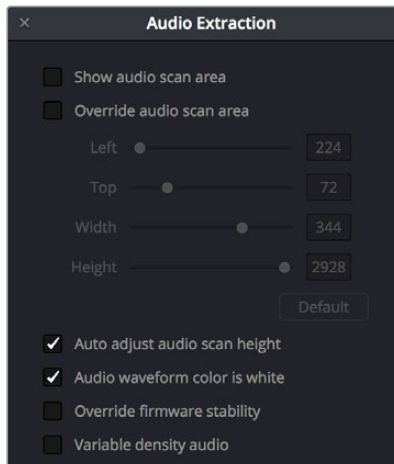 Audio Extraction
Show audio scan area
Override audio scan area
Left 224
Top 72
Width 344
Height 2928
Default
Auto adjust audio scan height
Audio waveform color is white
Override firmware stability
Variable density audio